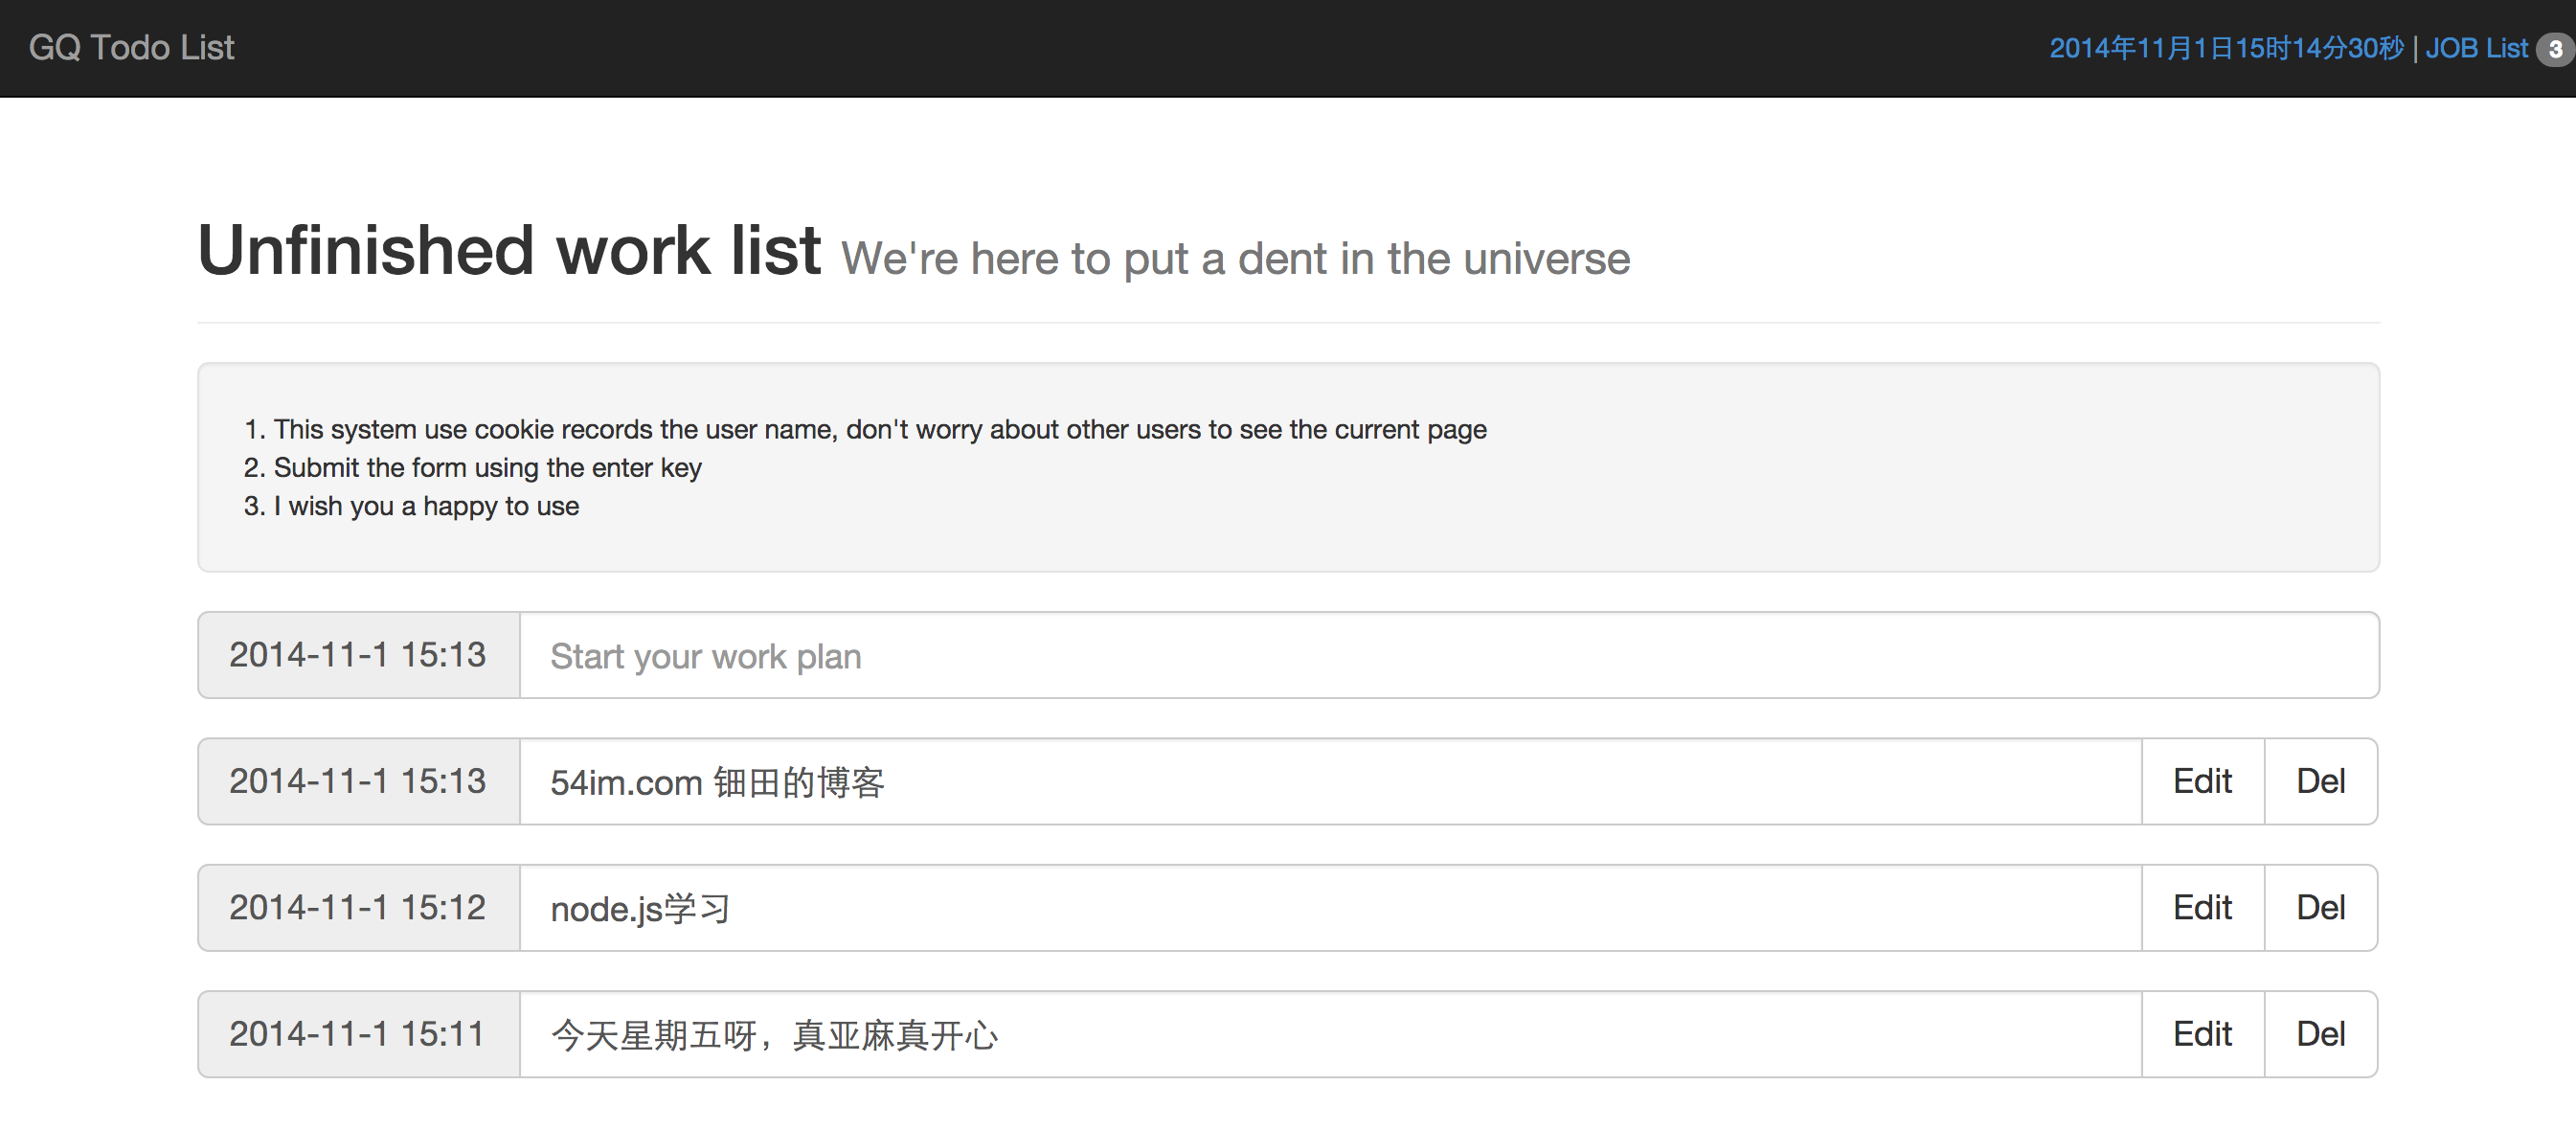 GQ Todo List 2014年11月1日15时14分30秒 | JOB List 3
Unfinished work list We're here to put a dent in the universe
1. This system use cookie records the user name, don't worry about other users to see the current page
2. Submit the form using the enter key
3. I wish you a happy to use
2014-11-1 15:13 Start your work plan
2014-11-1 15:13 54im.com 钿田的博客 Edit Del
2014-11-1 15:12 node.js学习 Edit Del
2014-11-1 15:11 今天星期五呀，真亚麻真开心 Edit Del